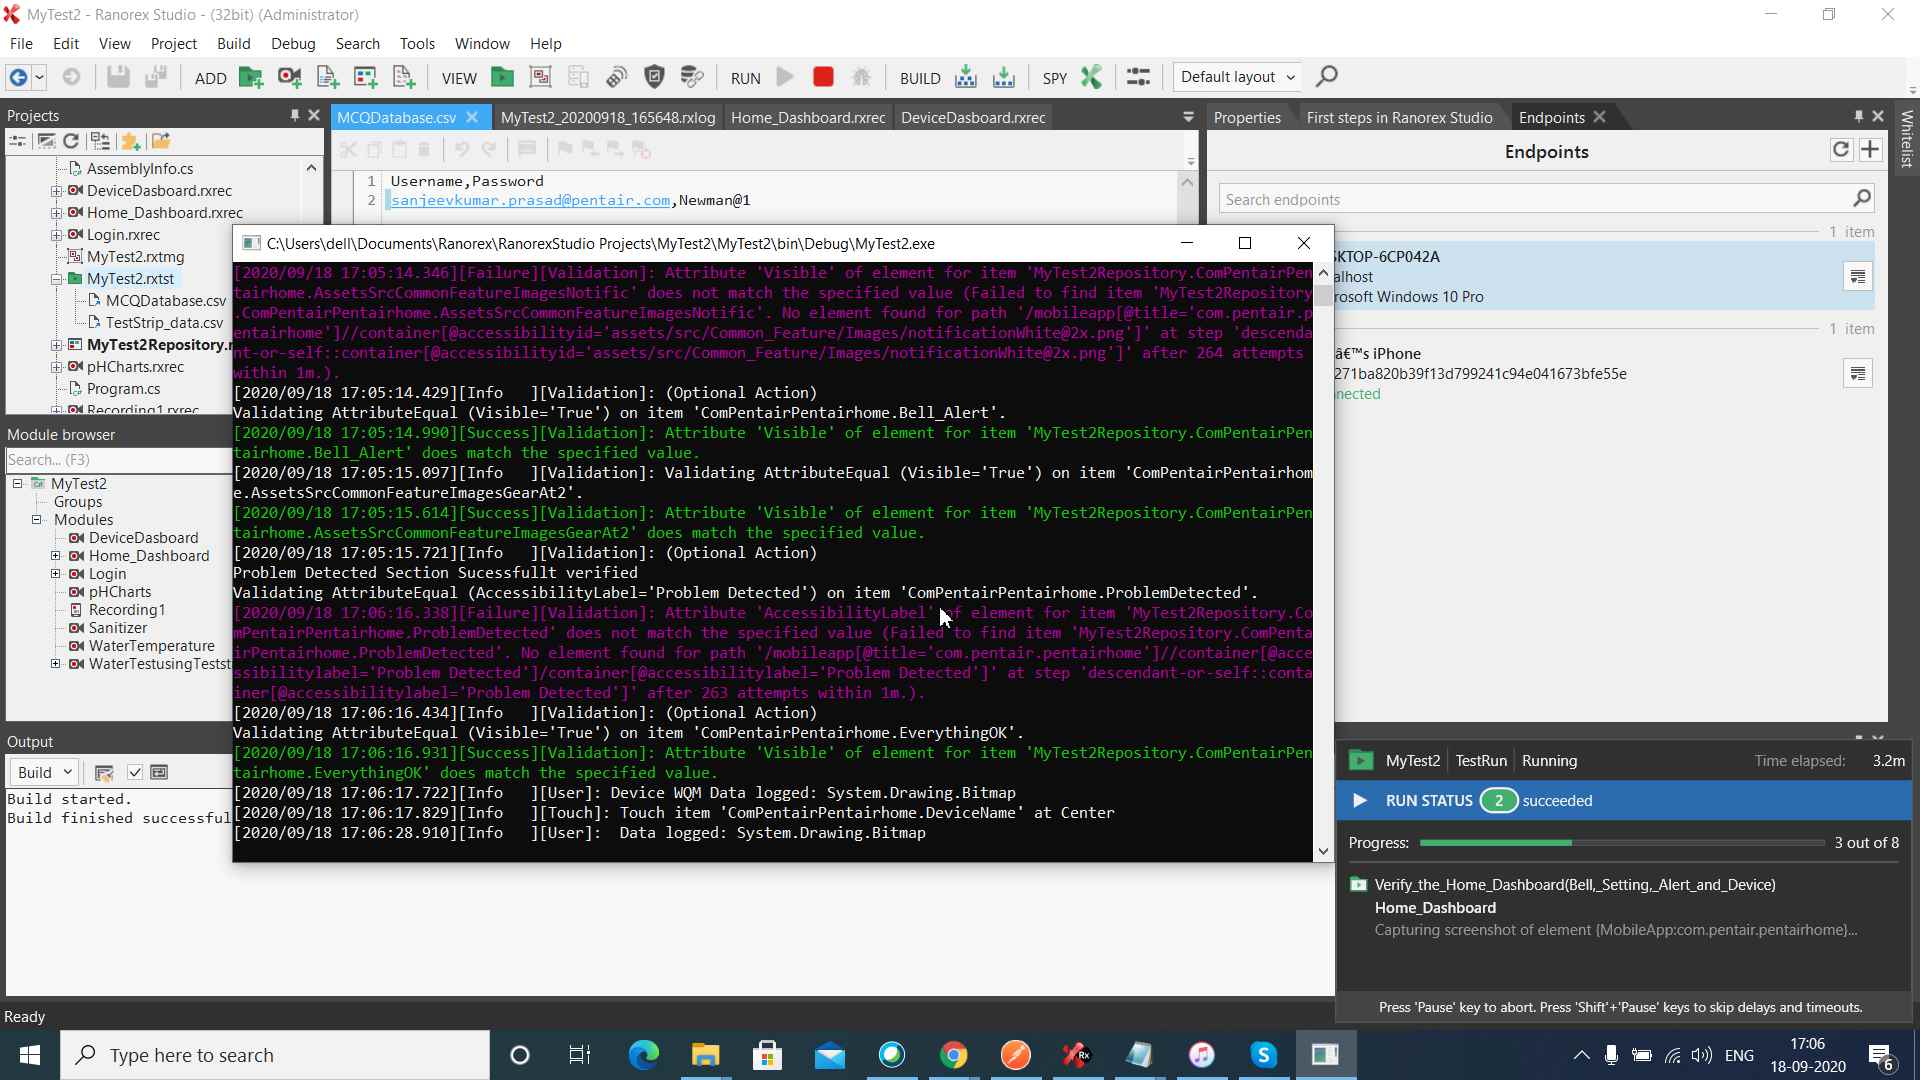 MyTest2 - Ranorex Studio - (32bit) (Administrator)
File Edit View Project Build Debug Search Tools Window Help
ADD VIEW RUN BUILD SPY Default layout
Projects
AssemblyInfo.cs
DeviceDasboard.rxrec
Home_Dashboard.rxrec
Login.rxrec
MyTest2.rxtmg
MyTest2.rxtst
MCQDatabase.csv
TestStrip_data.csv
MyTest2Repository.r
pHCharts.rxrec
Program.cs
Recording1.rxrec
MCQDatabase.csv MyTest2_20200918_165648.rxlog Home_Dashboard.rxrec DeviceDasboard.rxrec
1 Username,Password
2 sanjeevkumar.prasad@pentair.com,Newman@1
Properties First steps in Ranorex Studio Endpoints
Whitelist
Endpoints
Search endpoints
1 item
SKTOP-6CP042A
alhost
rosoft Windows 10 Pro
1 item
â€™s iPhone
271ba820b39f13d799241c94e041673bfe55e
nected
Module browser
Search... (F3)
MyTest2
Groups
Modules
DeviceDasboard
Home_Dashboard
Login
pHCharts
Recording1
Sanitizer
WaterTemperature
WaterTestusingTestst
Output
Build
Build started.
Build finished successful
C:\Users\dell\Documents\Ranorex\RanorexStudio Projects\MyTest2\MyTest2\bin\Debug\MyTest2.exe
[2020/09/18 17:05:14.346][Failure][Validation]: Attribute 'Visible' of element for item 'MyTest2Repository.ComPentairPen
tairhome.AssetsSrcCommonFeatureImagesNotific' does not match the specified value (Failed to find item 'MyTest2Repository
.ComPentairPentairhome.AssetsSrcCommonFeatureImagesNotific'. No element found for path '/mobileapp[@title='com.pentair.p
entairhome']//container[@accessibilityid='assets/src/Common_Feature/Images/notificationWhite@2x.png']' at step 'descenda
nt-or-self::container[@accessibilityid='assets/src/Common_Feature/Images/notificationWhite@2x.png']' after 264 attempts
within 1m.).
[2020/09/18 17:05:14.429][Info   ][Validation]: (Optional Action)
Validating AttributeEqual (Visible='True') on item 'ComPentairPentairhome.Bell_Alert'.
[2020/09/18 17:05:14.990][Success][Validation]: Attribute 'Visible' of element for item 'MyTest2Repository.ComPentairPen
tairhome.Bell_Alert' does match the specified value.
[2020/09/18 17:05:15.097][Info   ][Validation]: Validating AttributeEqual (Visible='True') on item 'ComPentairPentairhom
e.AssetsSrcCommonFeatureImagesGearAt2'.
[2020/09/18 17:05:15.614][Success][Validation]: Attribute 'Visible' of element for item 'MyTest2Repository.ComPentairPen
tairhome.AssetsSrcCommonFeatureImagesGearAt2' does match the specified value.
[2020/09/18 17:05:15.721][Info   ][Validation]: (Optional Action)
Problem Detected Section Sucessfullt verified
Validating AttributeEqual (AccessibilityLabel='Problem Detected') on item 'ComPentairPentairhome.ProblemDetected'.
[2020/09/18 17:06:16.338][Failure][Validation]: Attribute 'AccessibilityLabel' of element for item 'MyTest2Repository.Co
mPentairPentairhome.ProblemDetected' does not match the specified value (Failed to find item 'MyTest2Repository.ComPenta
irPentairhome.ProblemDetected'. No element found for path '/mobileapp[@title='com.pentair.pentairhome']//container[@acce
ssibilitylabel='Problem Detected']/container[@accessibilitylabel='Problem Detected']' at step 'descendant-or-self::conta
iner[@accessibilitylabel='Problem Detected']' after 263 attempts within 1m.).
[2020/09/18 17:06:16.434][Info   ][Validation]: (Optional Action)
Validating AttributeEqual (Visible='True') on item 'ComPentairPentairhome.EverythingOK'.
[2020/09/18 17:06:16.931][Success][Validation]: Attribute 'Visible' of element for item 'MyTest2Repository.ComPentairPen
tairhome.EverythingOK' does match the specified value.
[2020/09/18 17:06:17.722][Info   ][User]: Device WQM Data logged: System.Drawing.Bitmap
[2020/09/18 17:06:17.829][Info   ][Touch]: Touch item 'ComPentairPentairhome.DeviceName' at Center
[2020/09/18 17:06:28.910][Info   ][User]:  Data logged: System.Drawing.Bitmap
MyTest2 TestRun Running Time elapsed: 3.2m
RUN STATUS 2 succeeded
Progress: 3 out of 8
Verify_the_Home_Dashboard(Bell,_Setting,_Alert_and_Device)
Home_Dashboard
Capturing screenshot of element {MobileApp:com.pentair.pentairhome}...
Press 'Pause' key to abort. Press 'Shift'+'Pause' keys to skip delays and timeouts.
Ready
Type here to search
ENG
17:06
18-09-2020
6